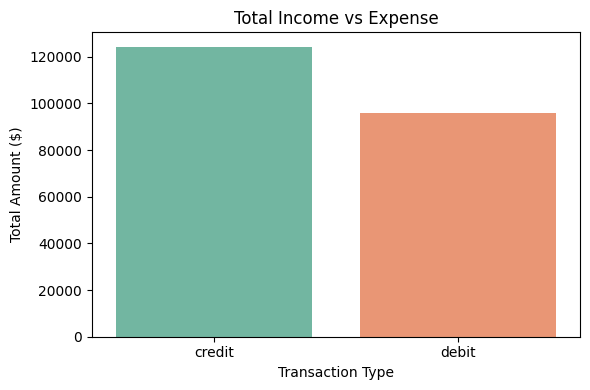 Total Income vs Expense
Total Amount ($)
120000
100000
80000
60000
40000
20000
0
credit
debit
Transaction Type